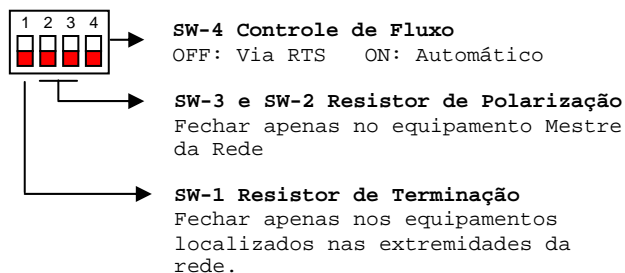 1 2 3 4
SW-4 Controle de Fluxo
OFF: Via RTS ON: Automático
SW-3 e SW-2 Resistor de Polarização
Fechar apenas no equipamento Mestre
da Rede
SW-1 Resistor de Terminação
Fechar apenas nos equipamentos
localizados nas extremidades da
rede.